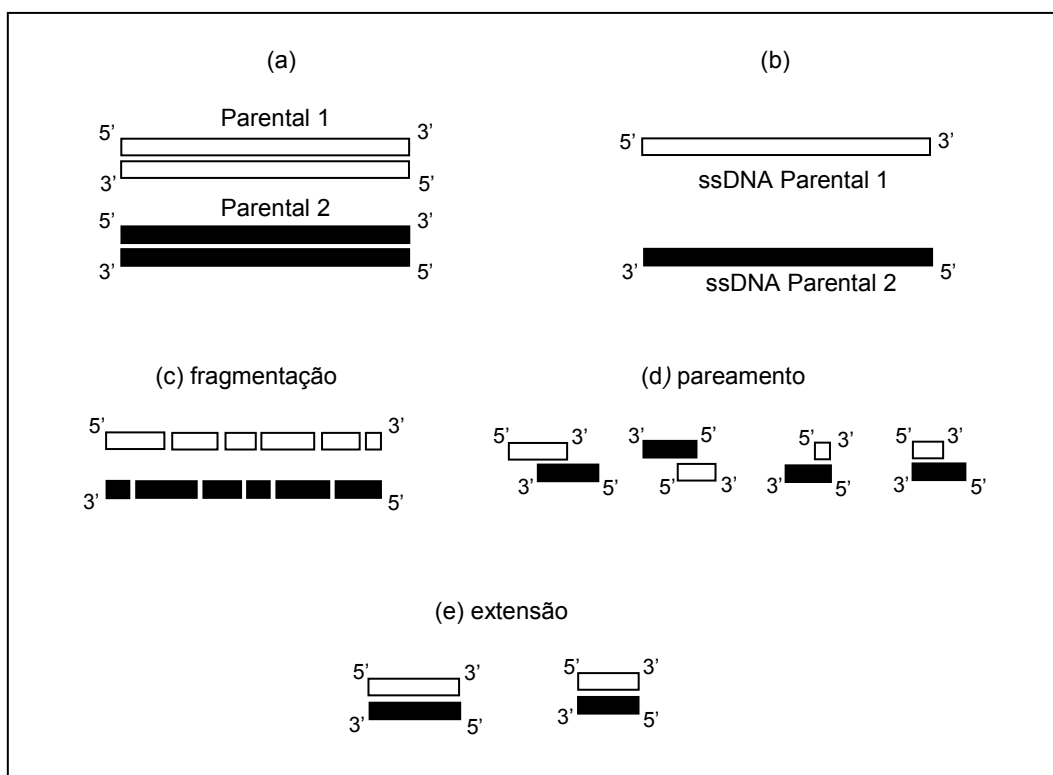 (a) (b)
Parental 1
5’ 3’
3’ 5’
Parental 2
5’ 3’
3’ 5’
5’ 3’
ssDNA Parental 1
3’ 5’
ssDNA Parental 2
(c) fragmentação
5’ 3’
3’ 5’
(d) pareamento
5’ 3’ 3’ 5’ 5’ 3’ 5’ 3’
3’ 5’ 5’ 3’ 3’ 5’ 3’ 5’
(e) extensão
5’ 3’ 5’ 3’
3’ 5’ 3’ 5’